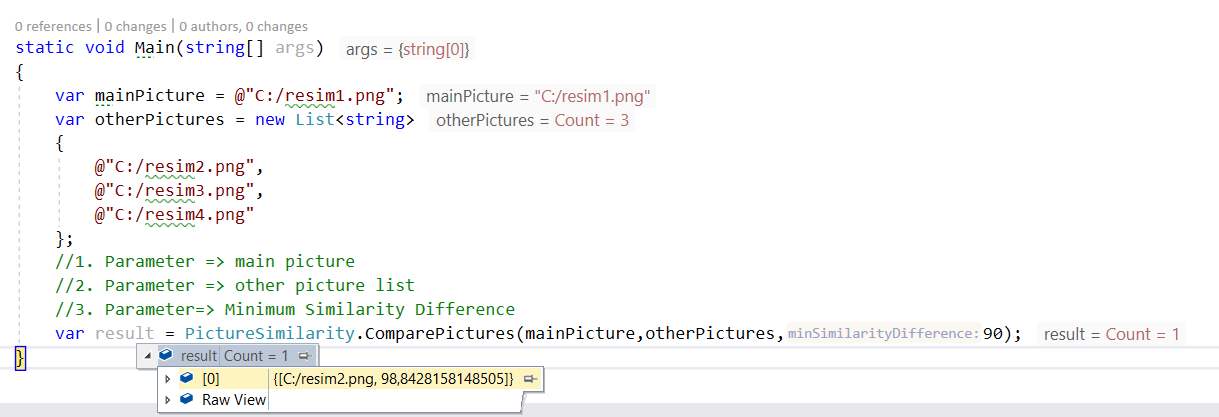 0 references | 0 changes | 0 authors, 0 changes
static void Main(string[] args) args = {string[0]}
{
var mainPicture = @"C:/resim1.png"; mainPicture = "C:/resim1.png"
var otherPictures = new List<string> otherPictures = Count = 3
{
@"C:/resim2.png",
@"C:/resim3.png",
@"C:/resim4.png"
};
//1. Parameter => main picture
//2. Parameter => other picture list
//3. Parameter=> Minimum Similarity Difference
var result = PictureSimilarity.ComparePictures(mainPicture,otherPictures,minSimilarityDifference:90); result = Count = 1
}
result Count = 1
[0] {[C:/resim2.png, 98,8428158148505]}
Raw View